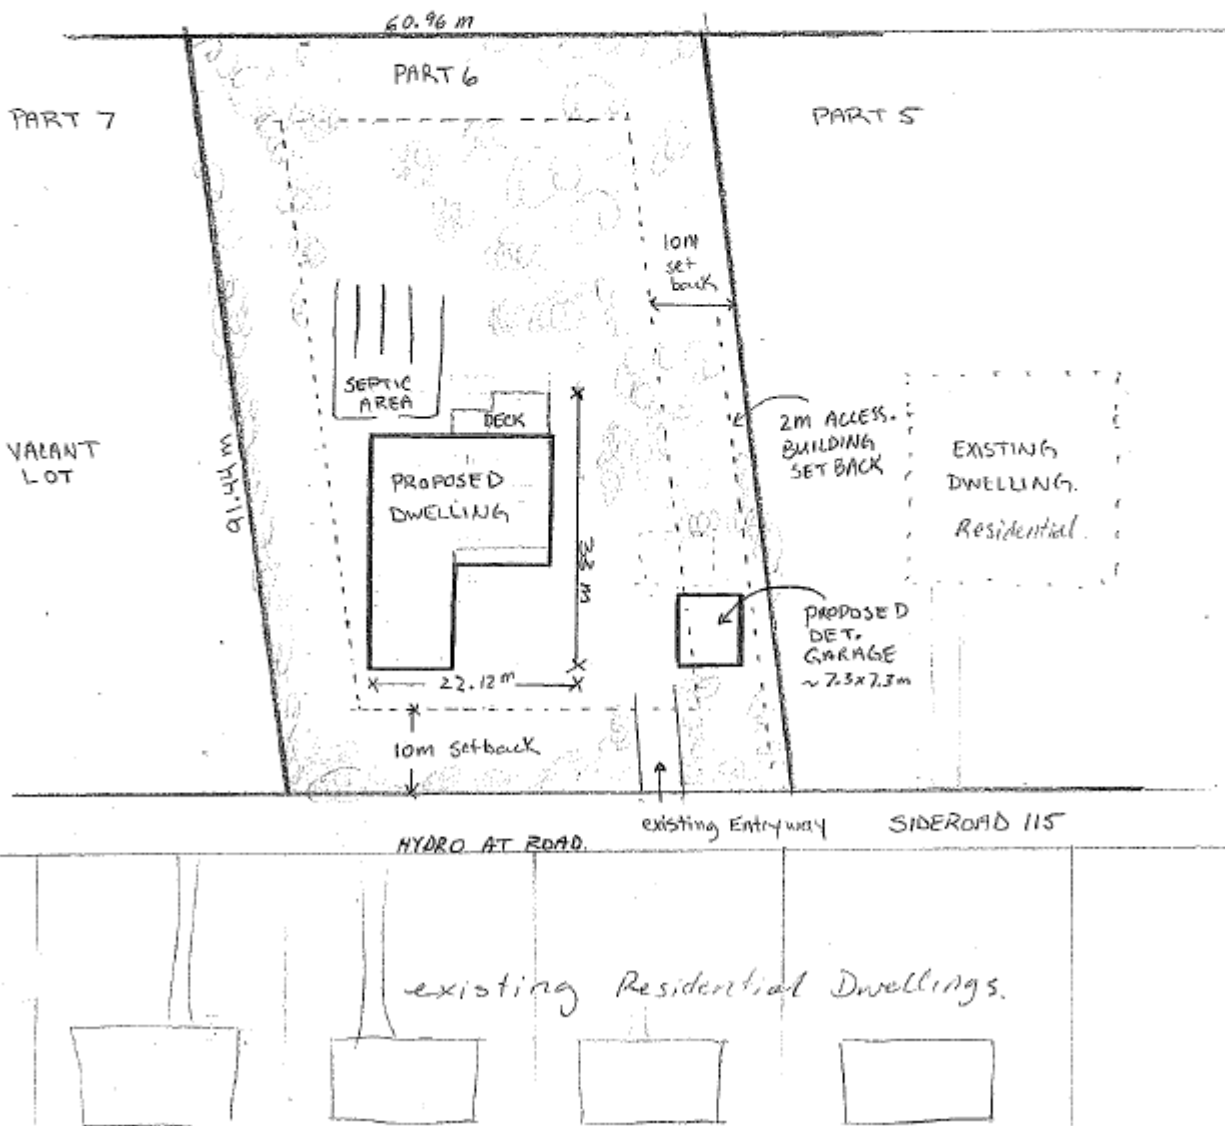 60.96 m
PART 6
PART 7
PART 5
10m
set
back
SEPTIC
AREA
DECK
2m ACCESS.
BUILDING
SET BACK
EXISTING
DWELLING.
Residential.
VACANT
LOT
91.44 m
PROPOSED
DWELLING
33 m
PROPOSED
DET.
GARAGE
~ 7.3x7.3m
22.12 m
10m setback
existing Entryway
SIDEROAD 115
HYDRO AT ROAD.
existing Residential Dwellings.